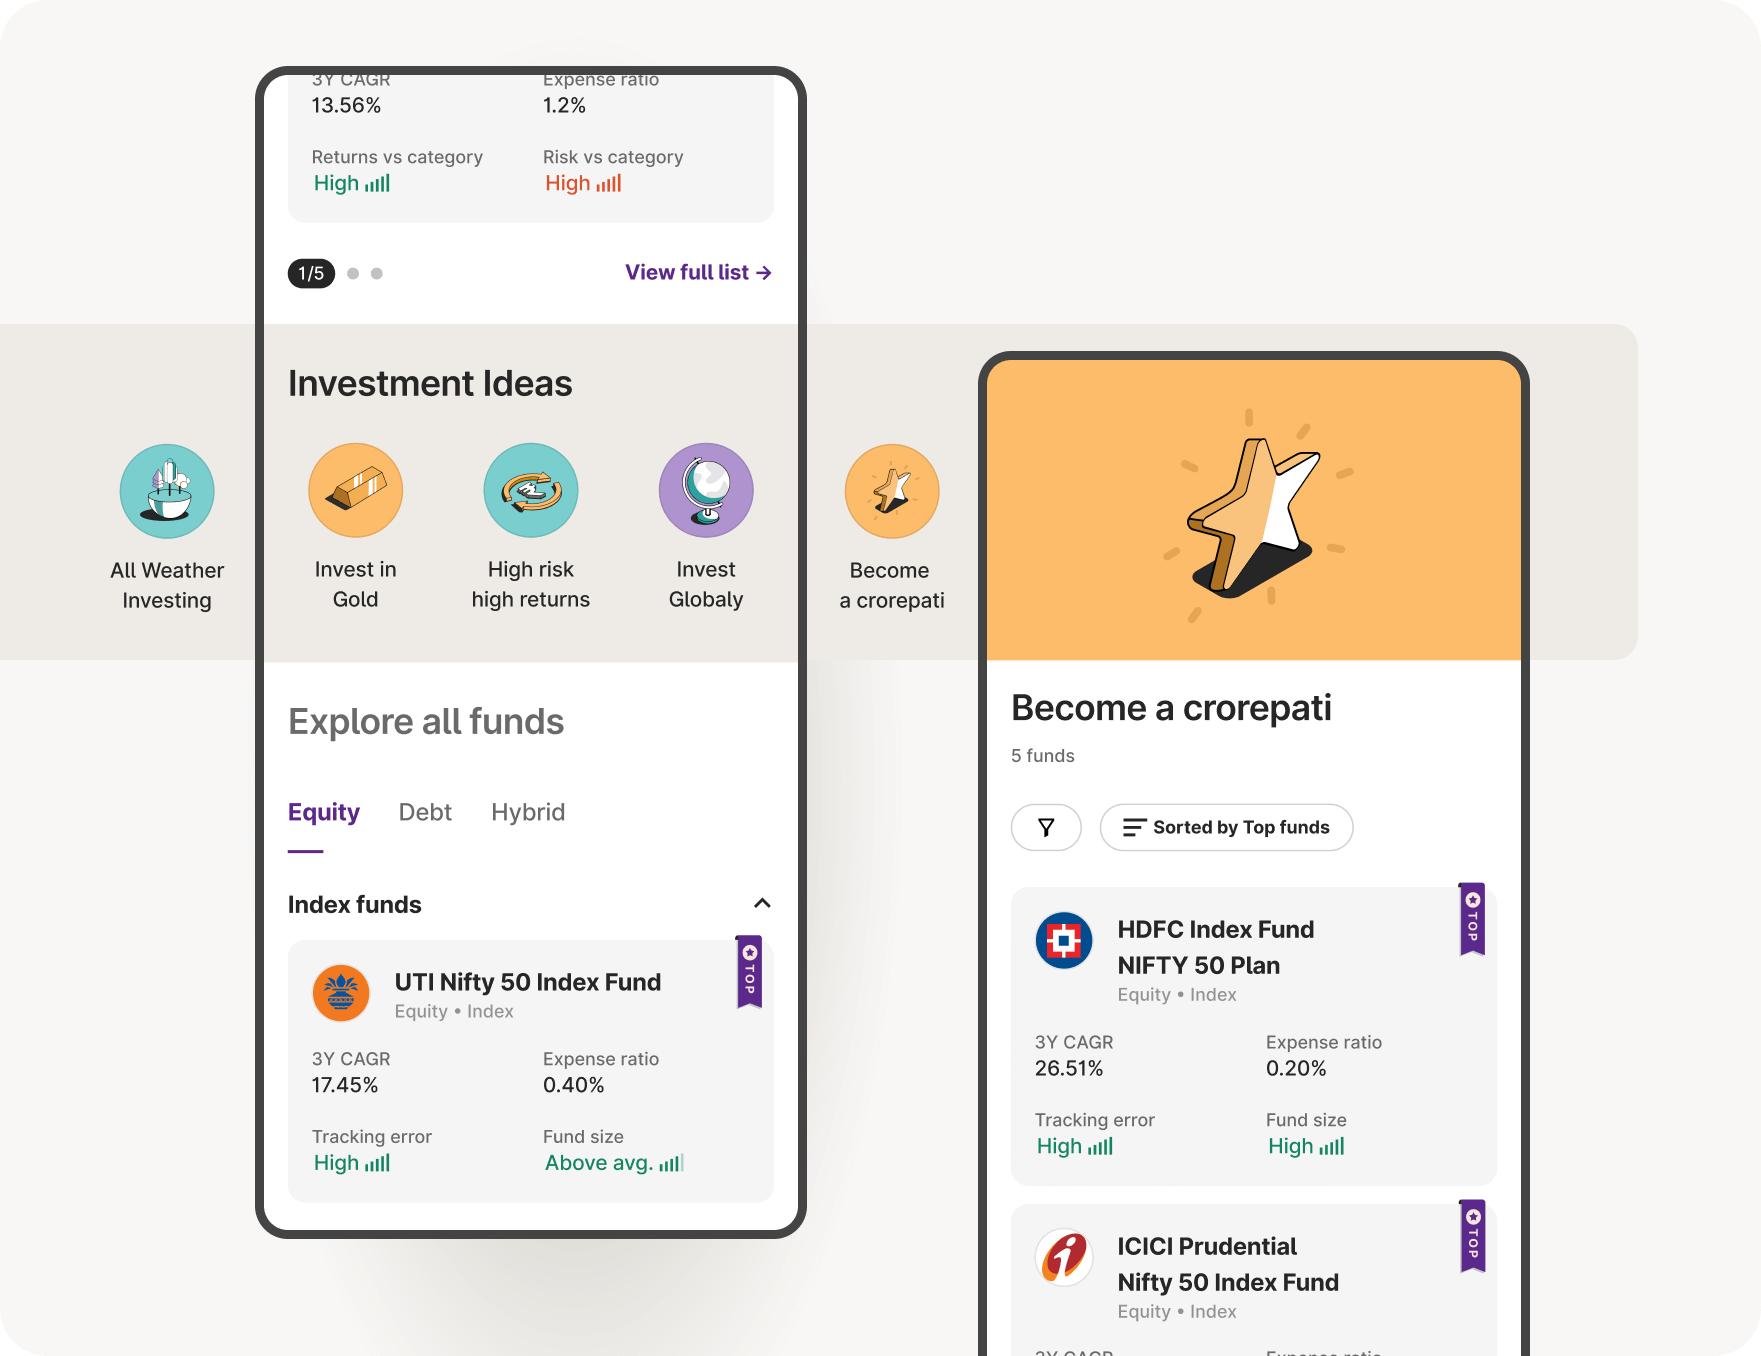 3Y CAGR
Expense ratio
13.56%
1.2%
Returns vs category
Risk vs category
High
High
1/5
View full list →
Investment Ideas
All Weather
Investing
Invest in
Gold
High risk
high returns
Invest
Globaly
Become
a crorepati
Explore all funds
Equity
Debt
Hybrid
Index funds
TOP
UTI Nifty 50 Index Fund
Equity • Index
3Y CAGR
Expense ratio
17.45%
0.40%
Tracking error
Fund size
High
Above avg.
Become a crorepati
5 funds
Sorted by Top funds
TOP
HDFC Index Fund
NIFTY 50 Plan
Equity • Index
3Y CAGR
Expense ratio
26.51%
0.20%
Tracking error
Fund size
High
High
TOP
ICICI Prudential
Nifty 50 Index Fund
Equity • Index
3Y CAGR
Expense ratio